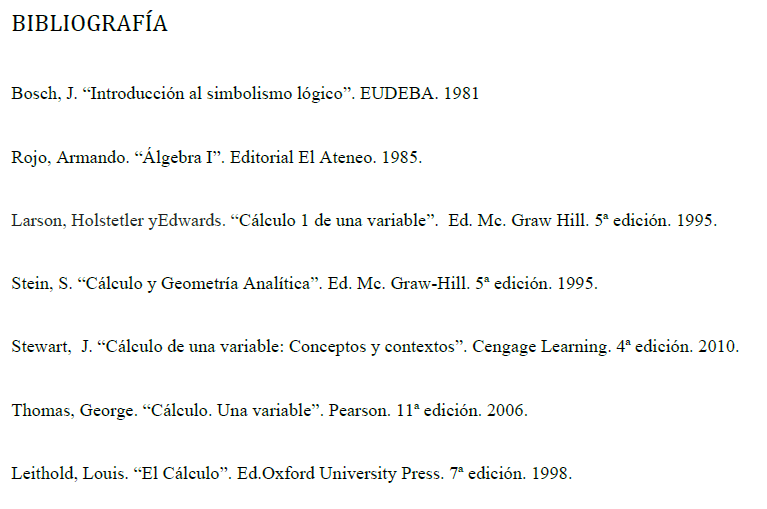 BIBLIOGRAFÍA
Bosch, J. “Introducción al simbolismo lógico”. EUDEBA. 1981
Rojo, Armando. “Álgebra I”. Editorial El Ateneo. 1985.
Larson, Holstetler yEdwards. “Cálculo 1 de una variable”.  Ed. Mc. Graw Hill. 5ª edición. 1995.
Stein, S. “Cálculo y Geometría Analítica”. Ed. Mc. Graw-Hill. 5ª edición. 1995.
Stewart,  J. “Cálculo de una variable: Conceptos y contextos”. Cengage Learning. 4ª edición. 2010.
Thomas, George. “Cálculo. Una variable”. Pearson. 11ª edición. 2006.
Leithold, Louis. “El Cálculo”. Ed.Oxford University Press. 7ª edición. 1998.